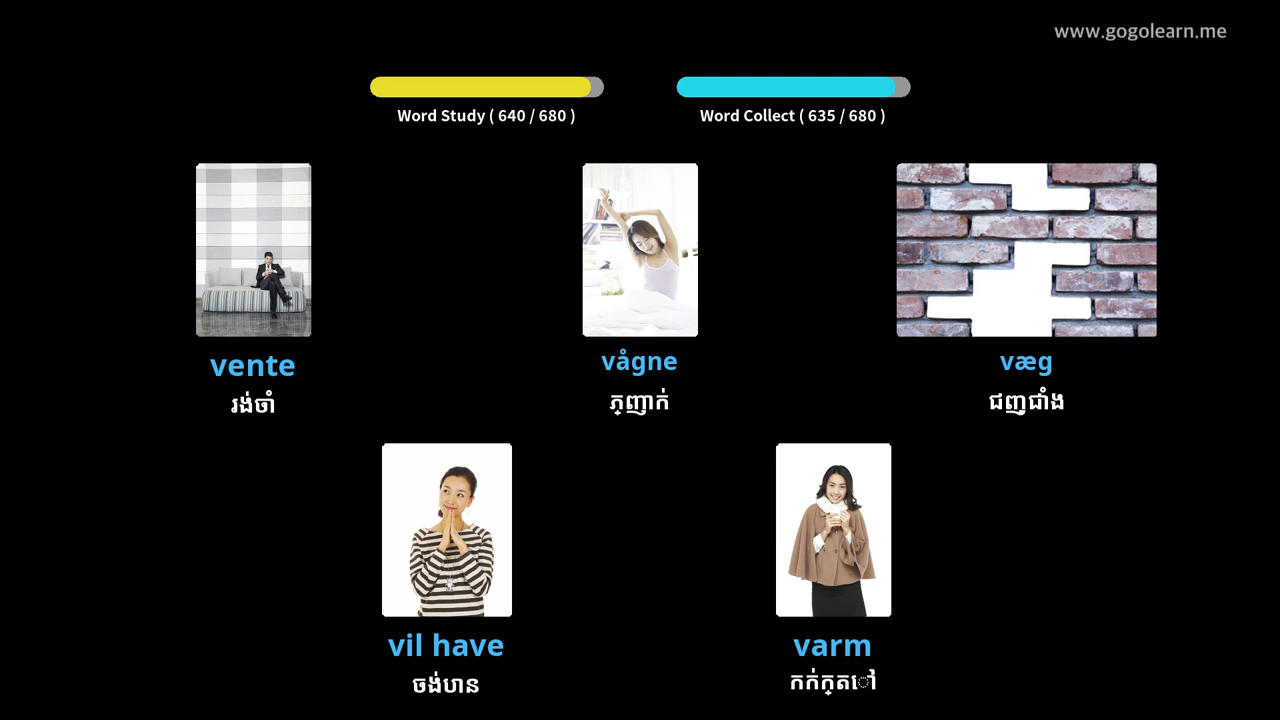 www.gogolearn.me
Word Study ( 640 / 680 )
Word Collect ( 635 / 680 )
vente
រង់ចាំ
vågne
ភ្ញាក់
væg
ជញ្ជាំង
vil have
ចង់បាន
varm
កក់ក្តៅ